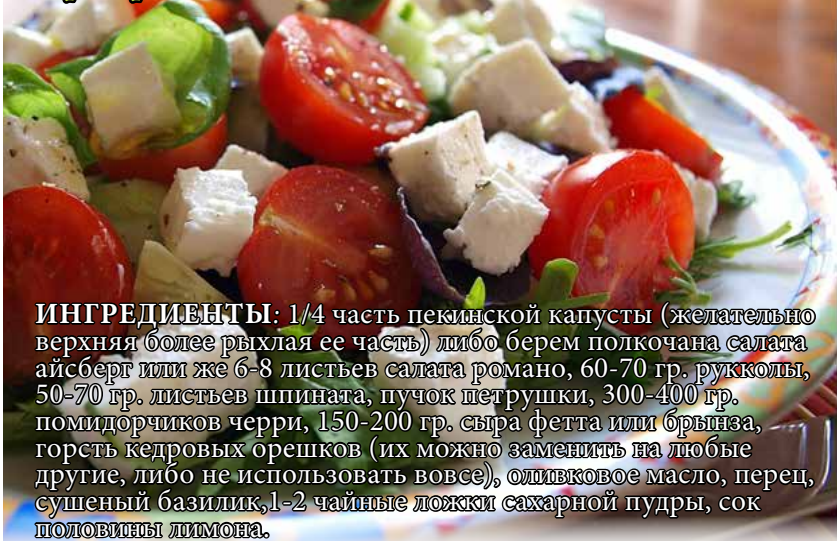 ИНГРЕДИЕНТЫ: 1/4 часть пекинской капусты (желательно
верхняя более рыхлая ее часть) либо берем полкочана салата
айсберг или же 6-8 листьев салата романо, 60-70 гр. рукколы,
50-70 гр. листьев шпината, пучок петрушки, 300-400 гр.
помидорчиков черри, 150-200 гр. сыра фетта или брынза,
горсть кедровых орешков (их можно заменить на любые
другие, либо не использовать вовсе), оливковое масло, перец,
сушеный базилик,1-2 чайные ложки сахарной пудры, сок
половины лимона.